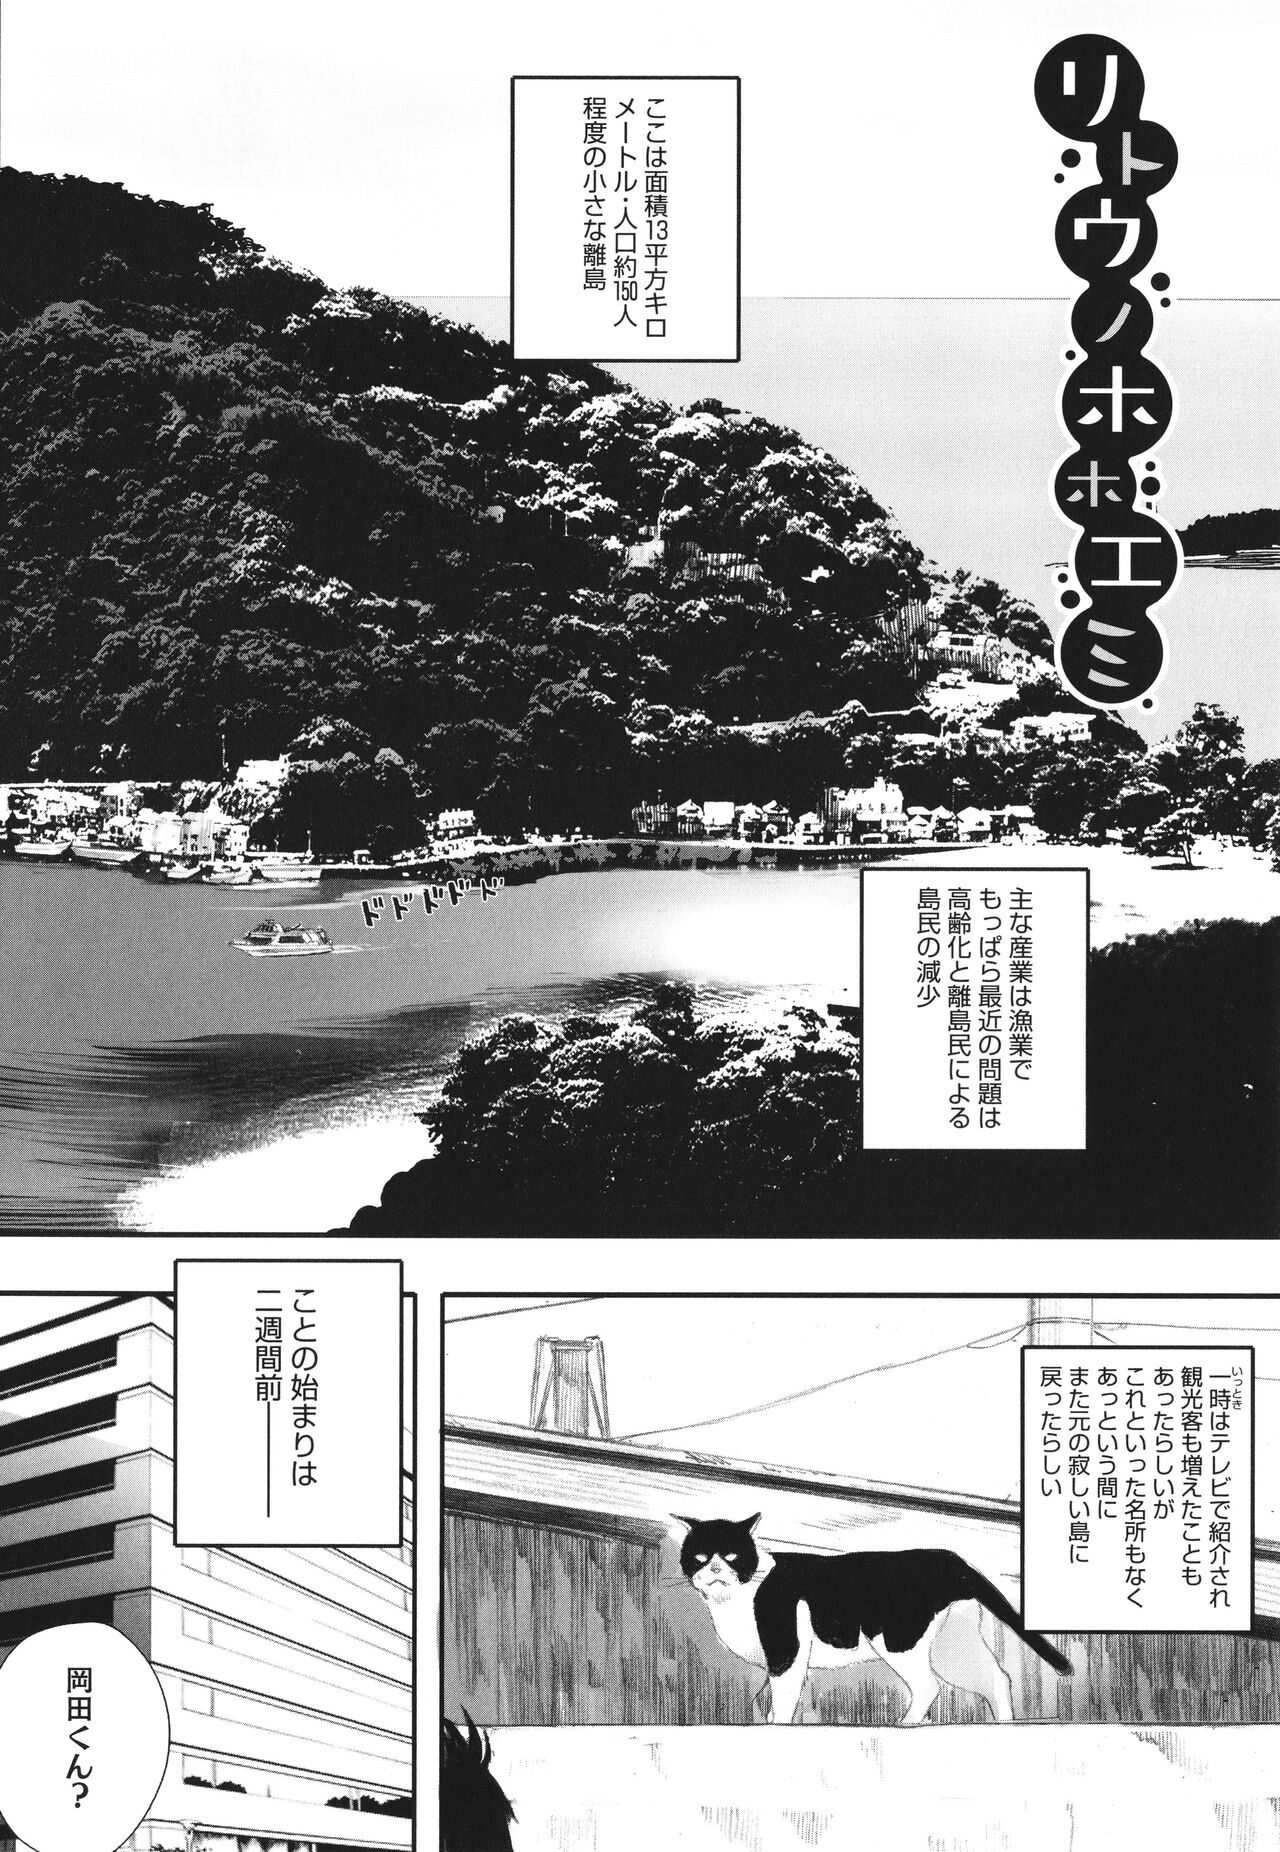 リトウノホホエミ
ここは面積13平方キロ
メートル・人口約150人
程度の小さな離島
ドドドドド
主な産業は漁業で
もっぱら最近の問題は
高齢化と離島民による
島民の減少
一時はテレビで紹介され
いっとき
観光客も増えたことも
あったらしいが
これといった名所もなく
あっという間に
また元の寂しい島に
戻ったらしい
ことの始まりは
二週間前――
岡田くん?